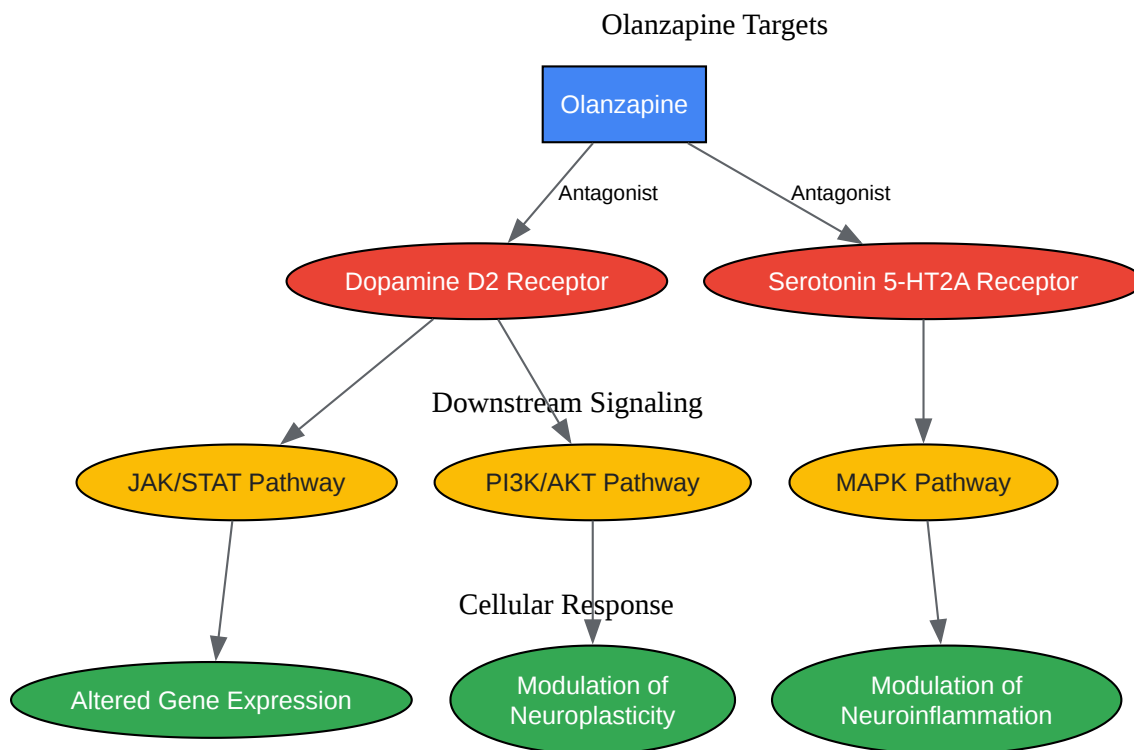 Olanzapine Targets
Olanzapine
Antagonist
Antagonist
Dopamine D2 Receptor
Serotonin 5-HT2A Receptor
Downstream Signaling
JAK/STAT Pathway
PI3K/AKT Pathway
MAPK Pathway
Cellular Response
Altered Gene Expression
Modulation of
Neuroplasticity
Modulation of
Neuroinflammation